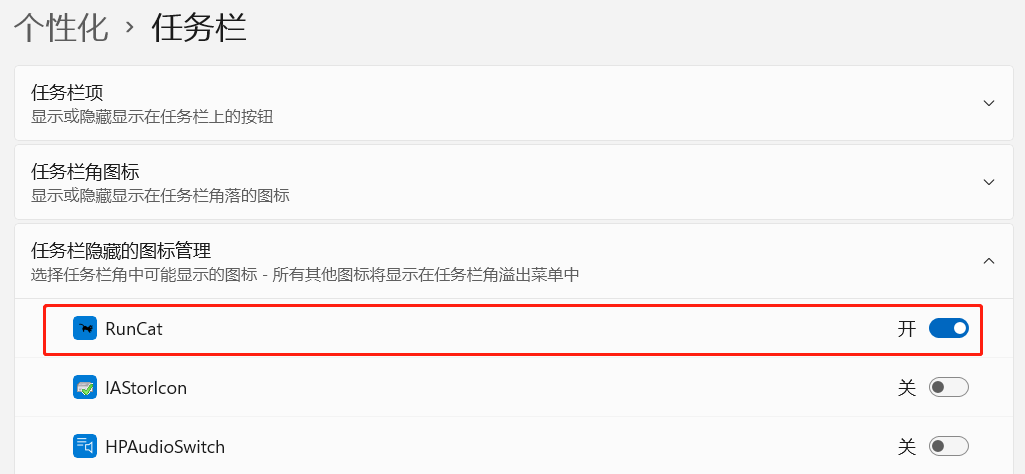 个性化 › 任务栏
任务栏项
显示或隐藏显示在任务栏上的按钮
任务栏角图标
显示或隐藏显示在任务栏角落的图标
任务栏隐藏的图标管理
选择任务栏角中可能显示的图标 - 所有其他图标将显示在任务栏角溢出菜单中
RunCat 开
IAStorIcon 关
HPAudioSwitch 关